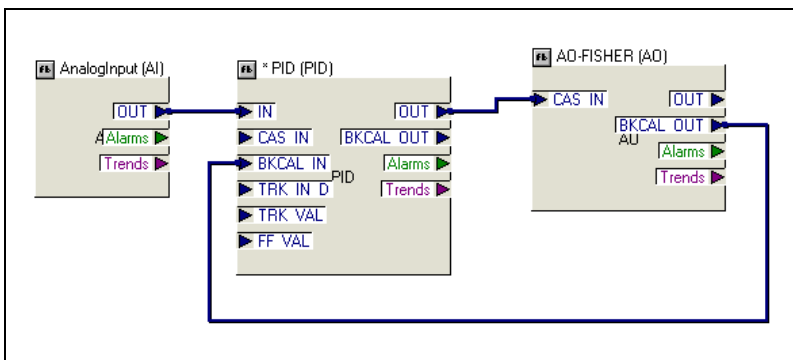 fb AnalogInput (AI)
OUT
A Alarms
Trends
fb * PID (PID)
IN
OUT
CAS IN
BKCAL OUT
BKCAL IN
Alarms
PID
TRK IN D
Trends
TRK VAL
FF VAL
fb AO-FISHER (AO)
CAS IN
OUT
BKCAL OUT
AO
Alarms
Trends